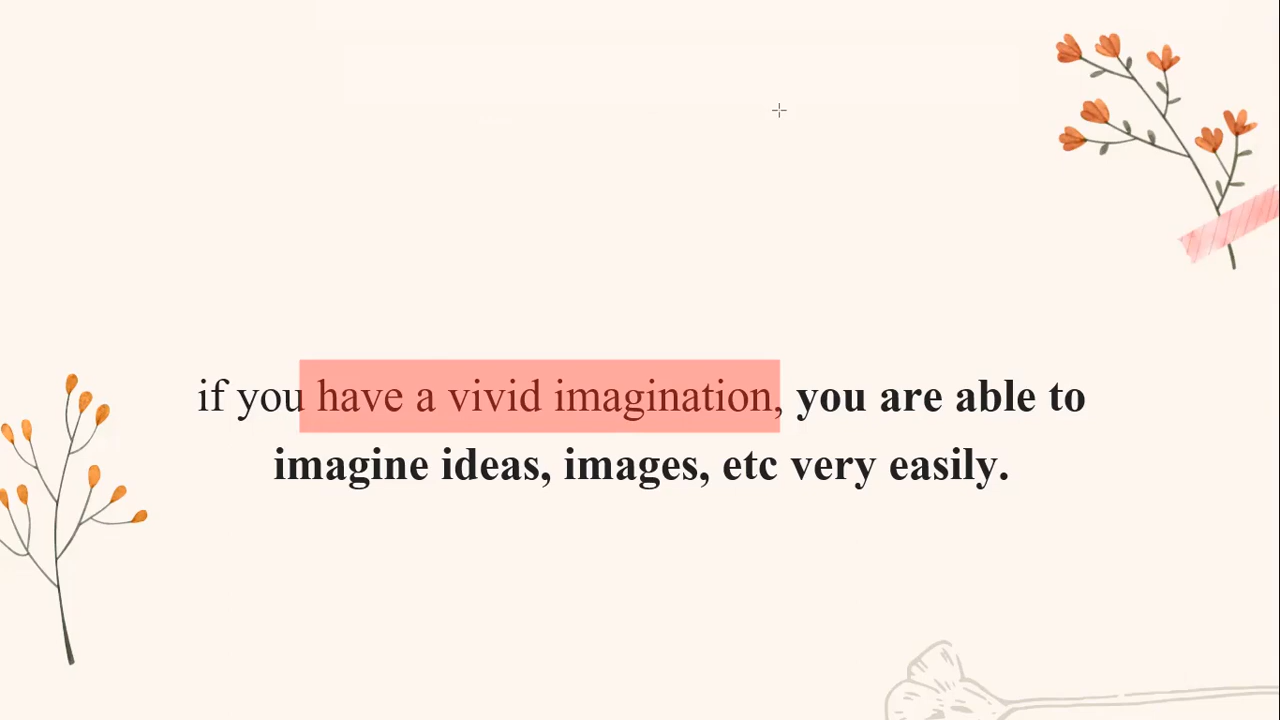 if you have a vivid imagination, you are able to
imagine ideas, images, etc very easily.